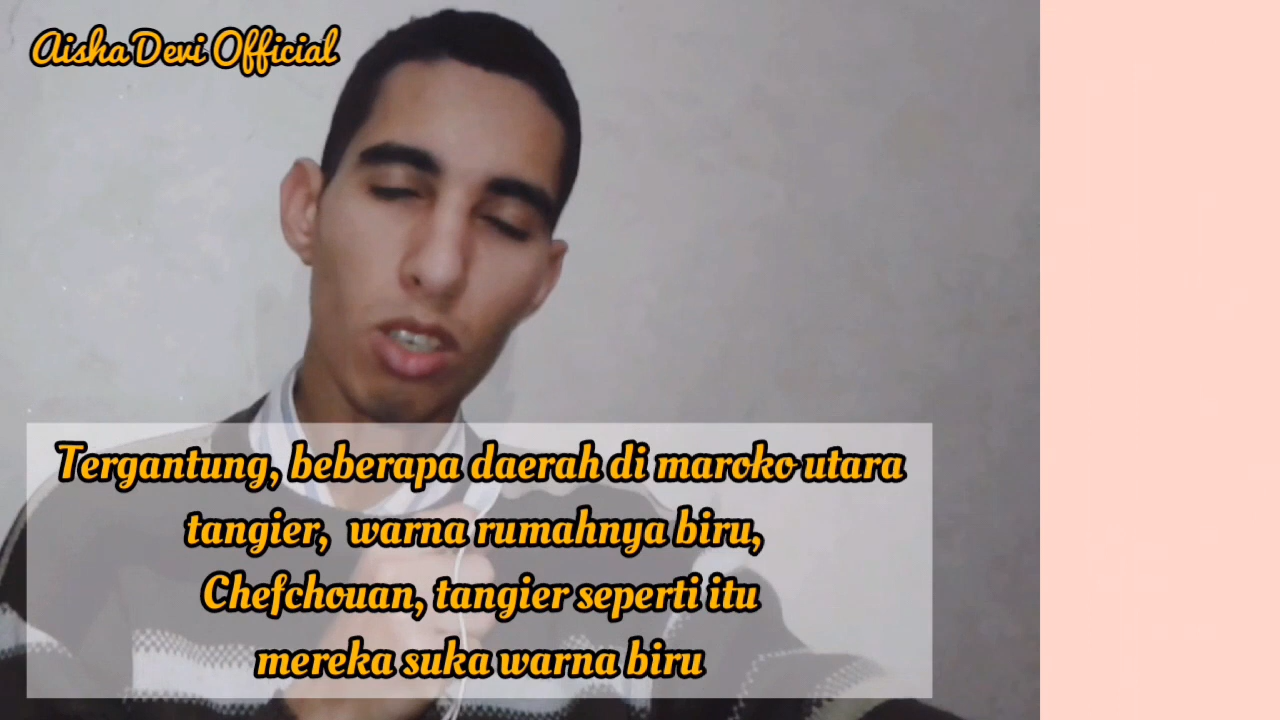 Aisha Devi Official
Tergantung, beberapa daerah di maroko utara
tangier, warna rumahnya biru,
Chefchouan, tangier seperti itu
mereka suka warna biru